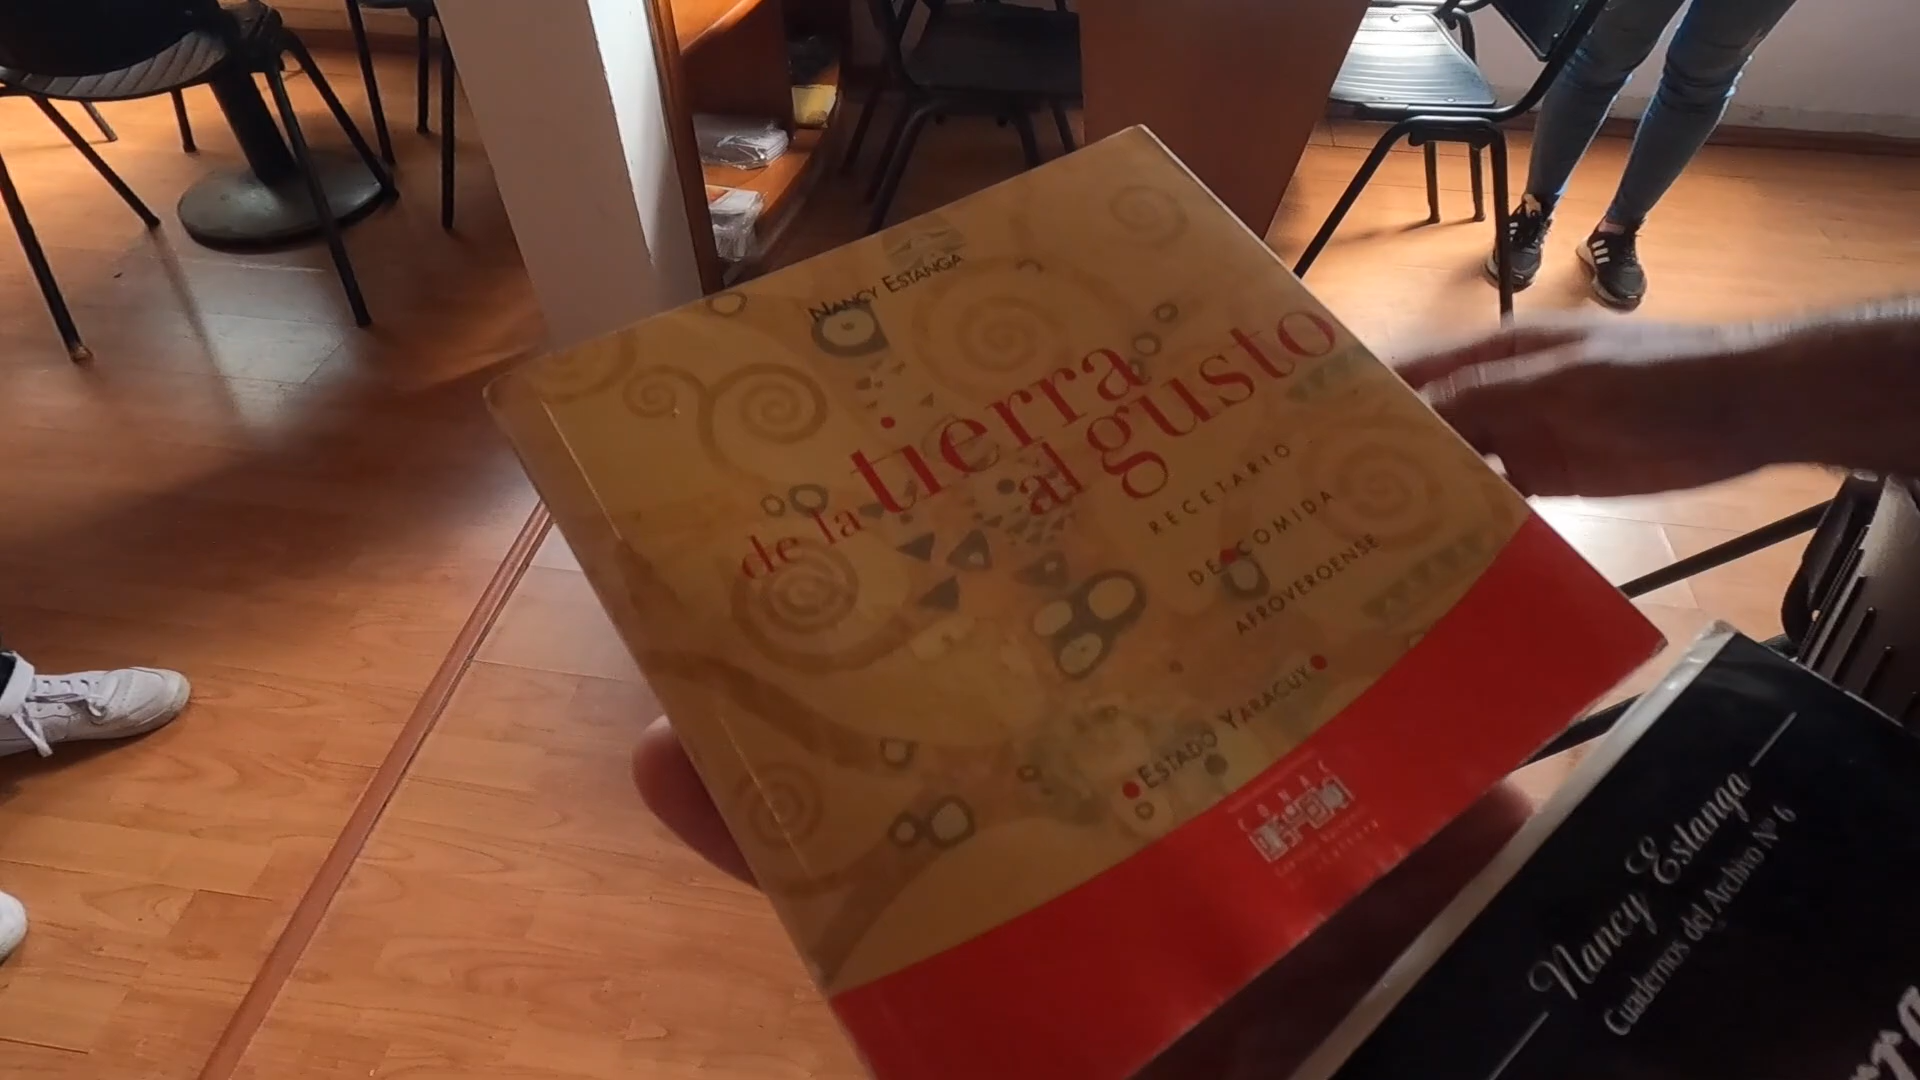 NANCY ESTANGA
de la tierra
al gusto
RECETARIO
DE COMIDA
AFROVEROENSE
ESTADO YARACUY
CONAC
Nancy Estanga
Cuadernos del Archivo Nº 6